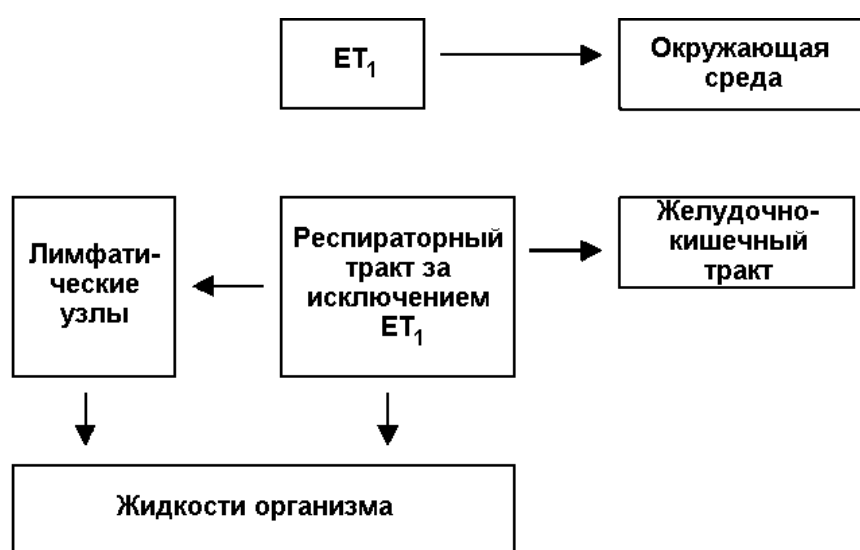 ET₁
Окружающая
среда
Лимфати-
ческие
узлы
Респираторный
тракт за
исключением
ET₁
Желудочно-
кишечный
тракт
Жидкости организма